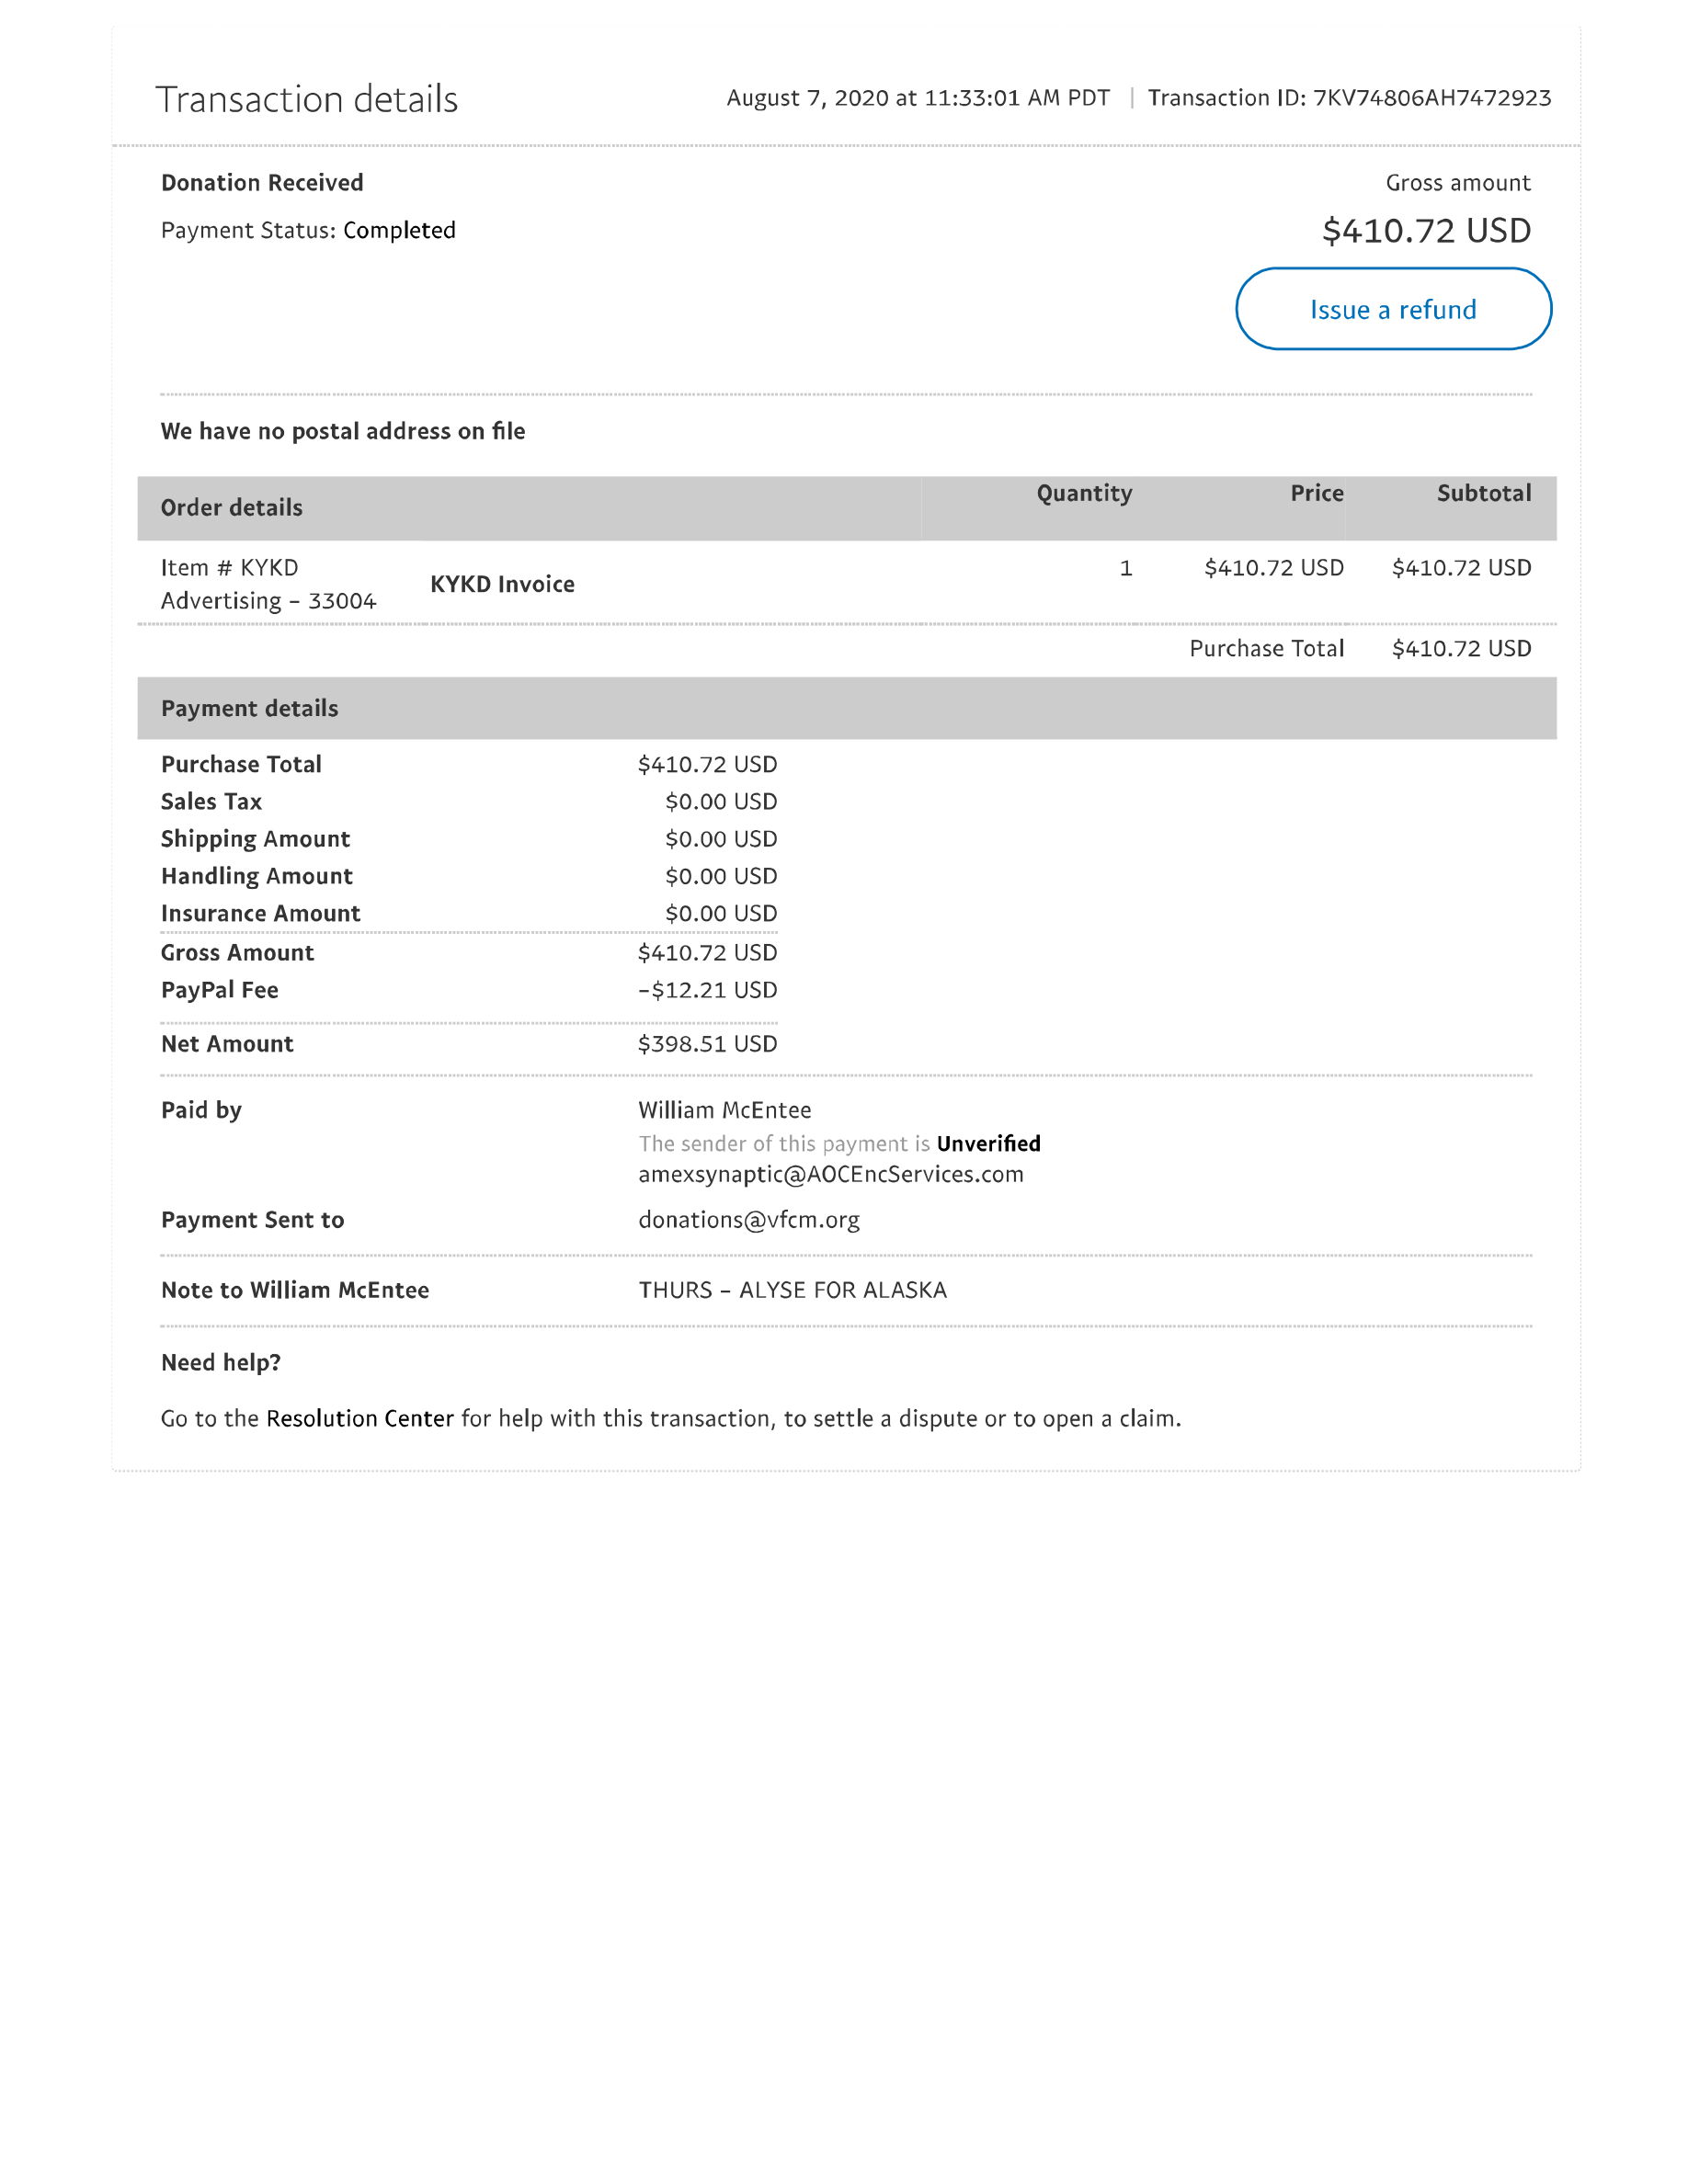 Transaction details
August 7, 2020 at 11:33:01 AM PDT | Transaction ID: 7KV74806AH7472923
Donation Received
Gross amount
Payment Status: Completed
$410.72 USD
Issue a refund
We have no postal address on file
Order details Quantity Price Subtotal
Item # KYKD
Advertising – 33004
KYKD Invoice
1 $410.72 USD $410.72 USD
Purchase Total $410.72 USD
Payment details
Purchase Total $410.72 USD
Sales Tax $0.00 USD
Shipping Amount $0.00 USD
Handling Amount $0.00 USD
Insurance Amount $0.00 USD
Gross Amount $410.72 USD
PayPal Fee -$12.21 USD
Net Amount $398.51 USD
Paid by William McEntee
The sender of this payment is Unverified
amexsynaptic@AOCEncServices.com
Payment Sent to donations@vfcm.org
Note to William McEntee THURS – ALYSE FOR ALASKA
Need help?
Go to the Resolution Center for help with this transaction, to settle a dispute or to open a claim.